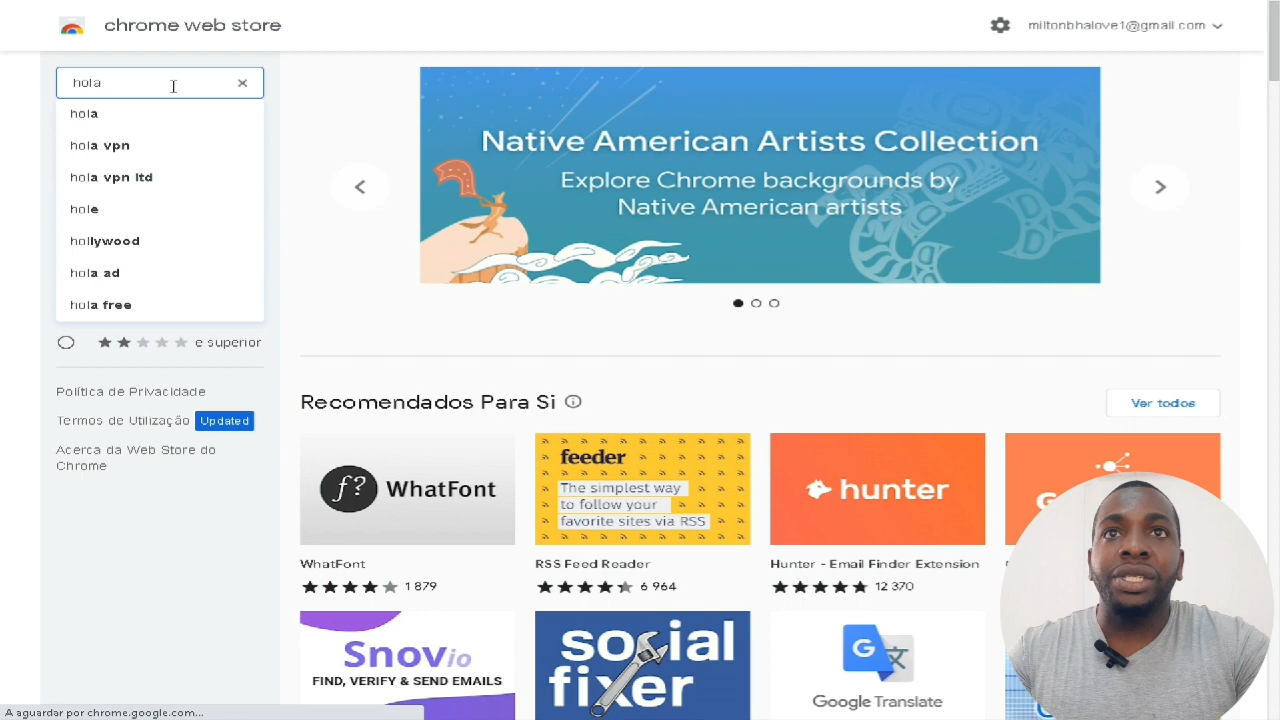 chrome web store
miltonbhalove1@gmail.com
hola
hola
hola vpn
hola vpn ltd
hole
hollywood
hola ad
hola free
e superior
Política de Privacidade
Termos de Utilização Updated
Acerca da Web Store do
Chrome
Native American Artists Collection
Explore Chrome backgrounds by
Native American artists
Recomendados Para Si
Ver todos
f? WhatFont
feeder
The simplest way
to follow your
favorite sites via RSS
hunter
G
WhatFont
1 879
RSS Feed Reader
6 964
Hunter - Email Finder Extension
12 370
Snovio
FIND, VERIFY & SEND EMAILS
social
fixer
G
Google Translate
A aguardar por chrome.google.com...